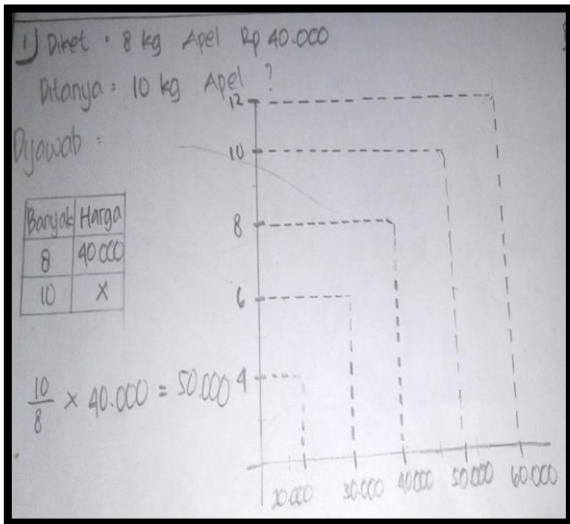 1) Diket : 8 kg Apel Rp 40.000
Ditanya : 10 kg Apel ?
Dijawab :
Banyak Harga
8 40.000
10 X
10/8 × 40.000 = 50.000
12
10
8
6
4
20.000 30.000 40.000 50.000 60.000